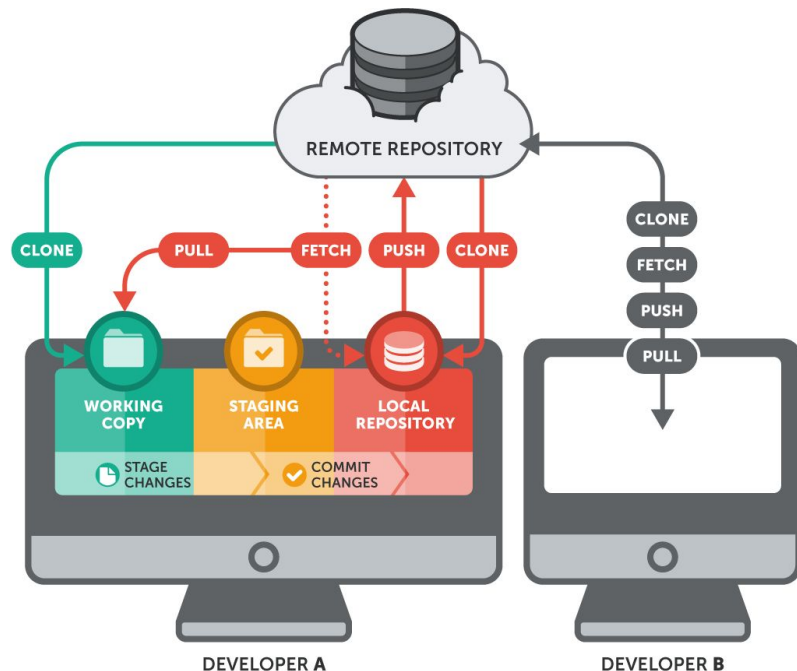 REMOTE REPOSITORY
CLONE
PULL
FETCH
PUSH
CLONE
CLONE
FETCH
PUSH
PULL
WORKING
COPY
STAGING
AREA
LOCAL
REPOSITORY
STAGE
CHANGES
COMMIT
CHANGES
DEVELOPER A
DEVELOPER B